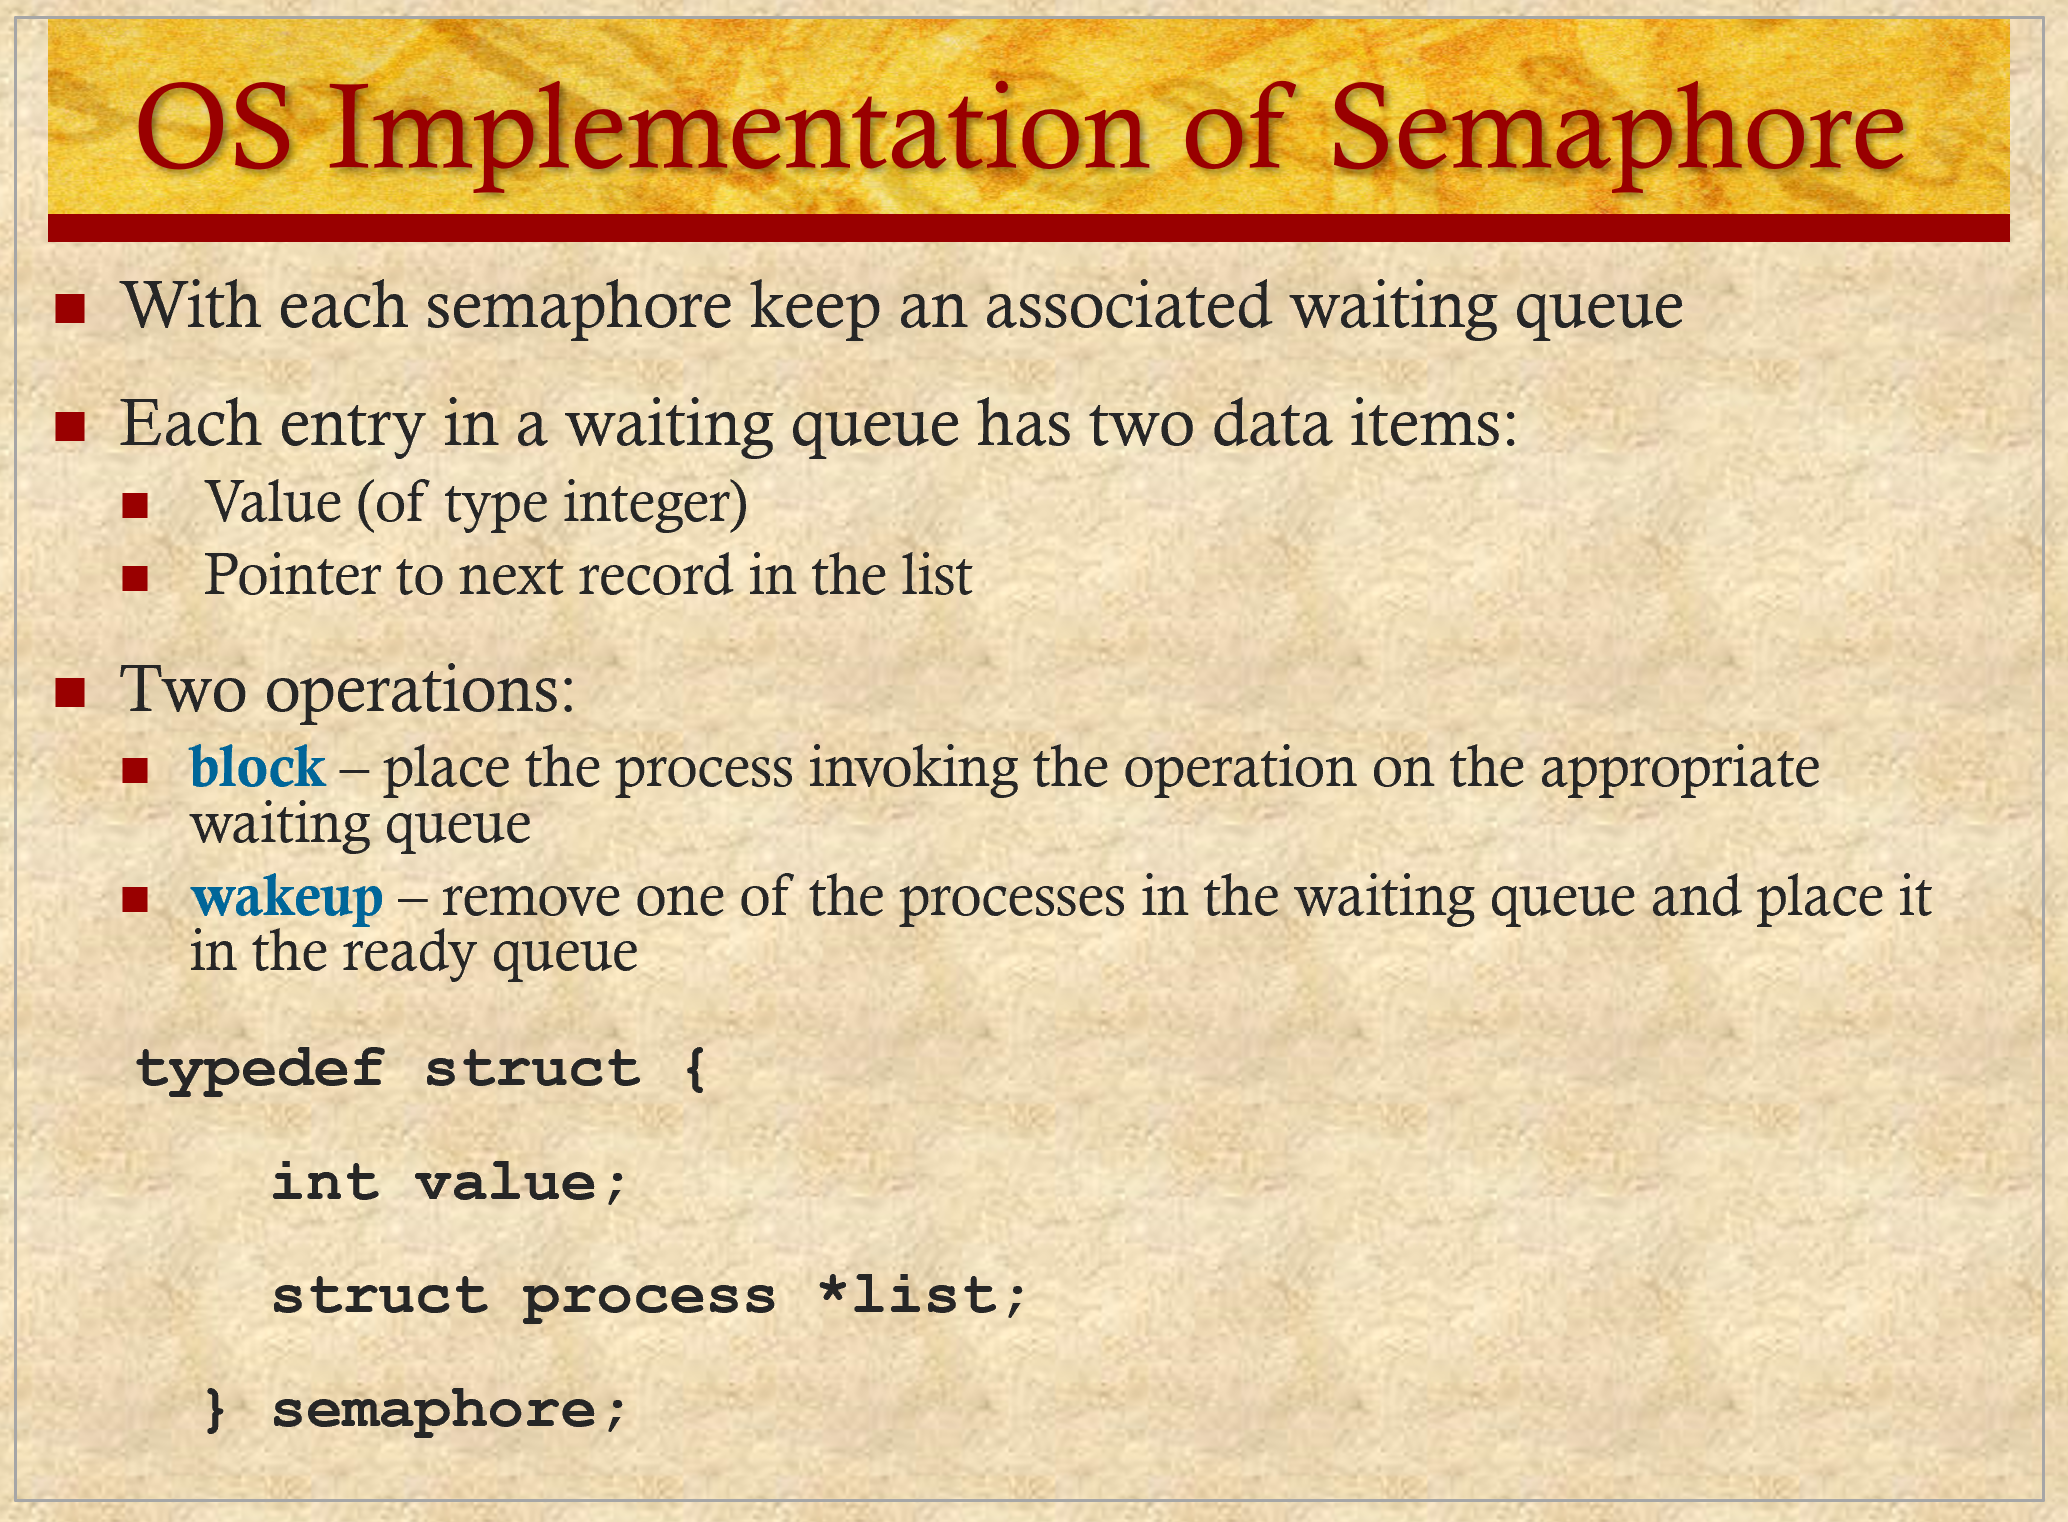 OS Implementation of Semaphore
With each semaphore keep an associated waiting queue
Each entry in a waiting queue has two data items:
Value (of type integer)
Pointer to next record in the list
Two operations:
block – place the process invoking the operation on the appropriate
waiting queue
wakeup – remove one of the processes in the waiting queue and place it
in the ready queue
typedef struct {
int value;
struct process *list;
} semaphore;